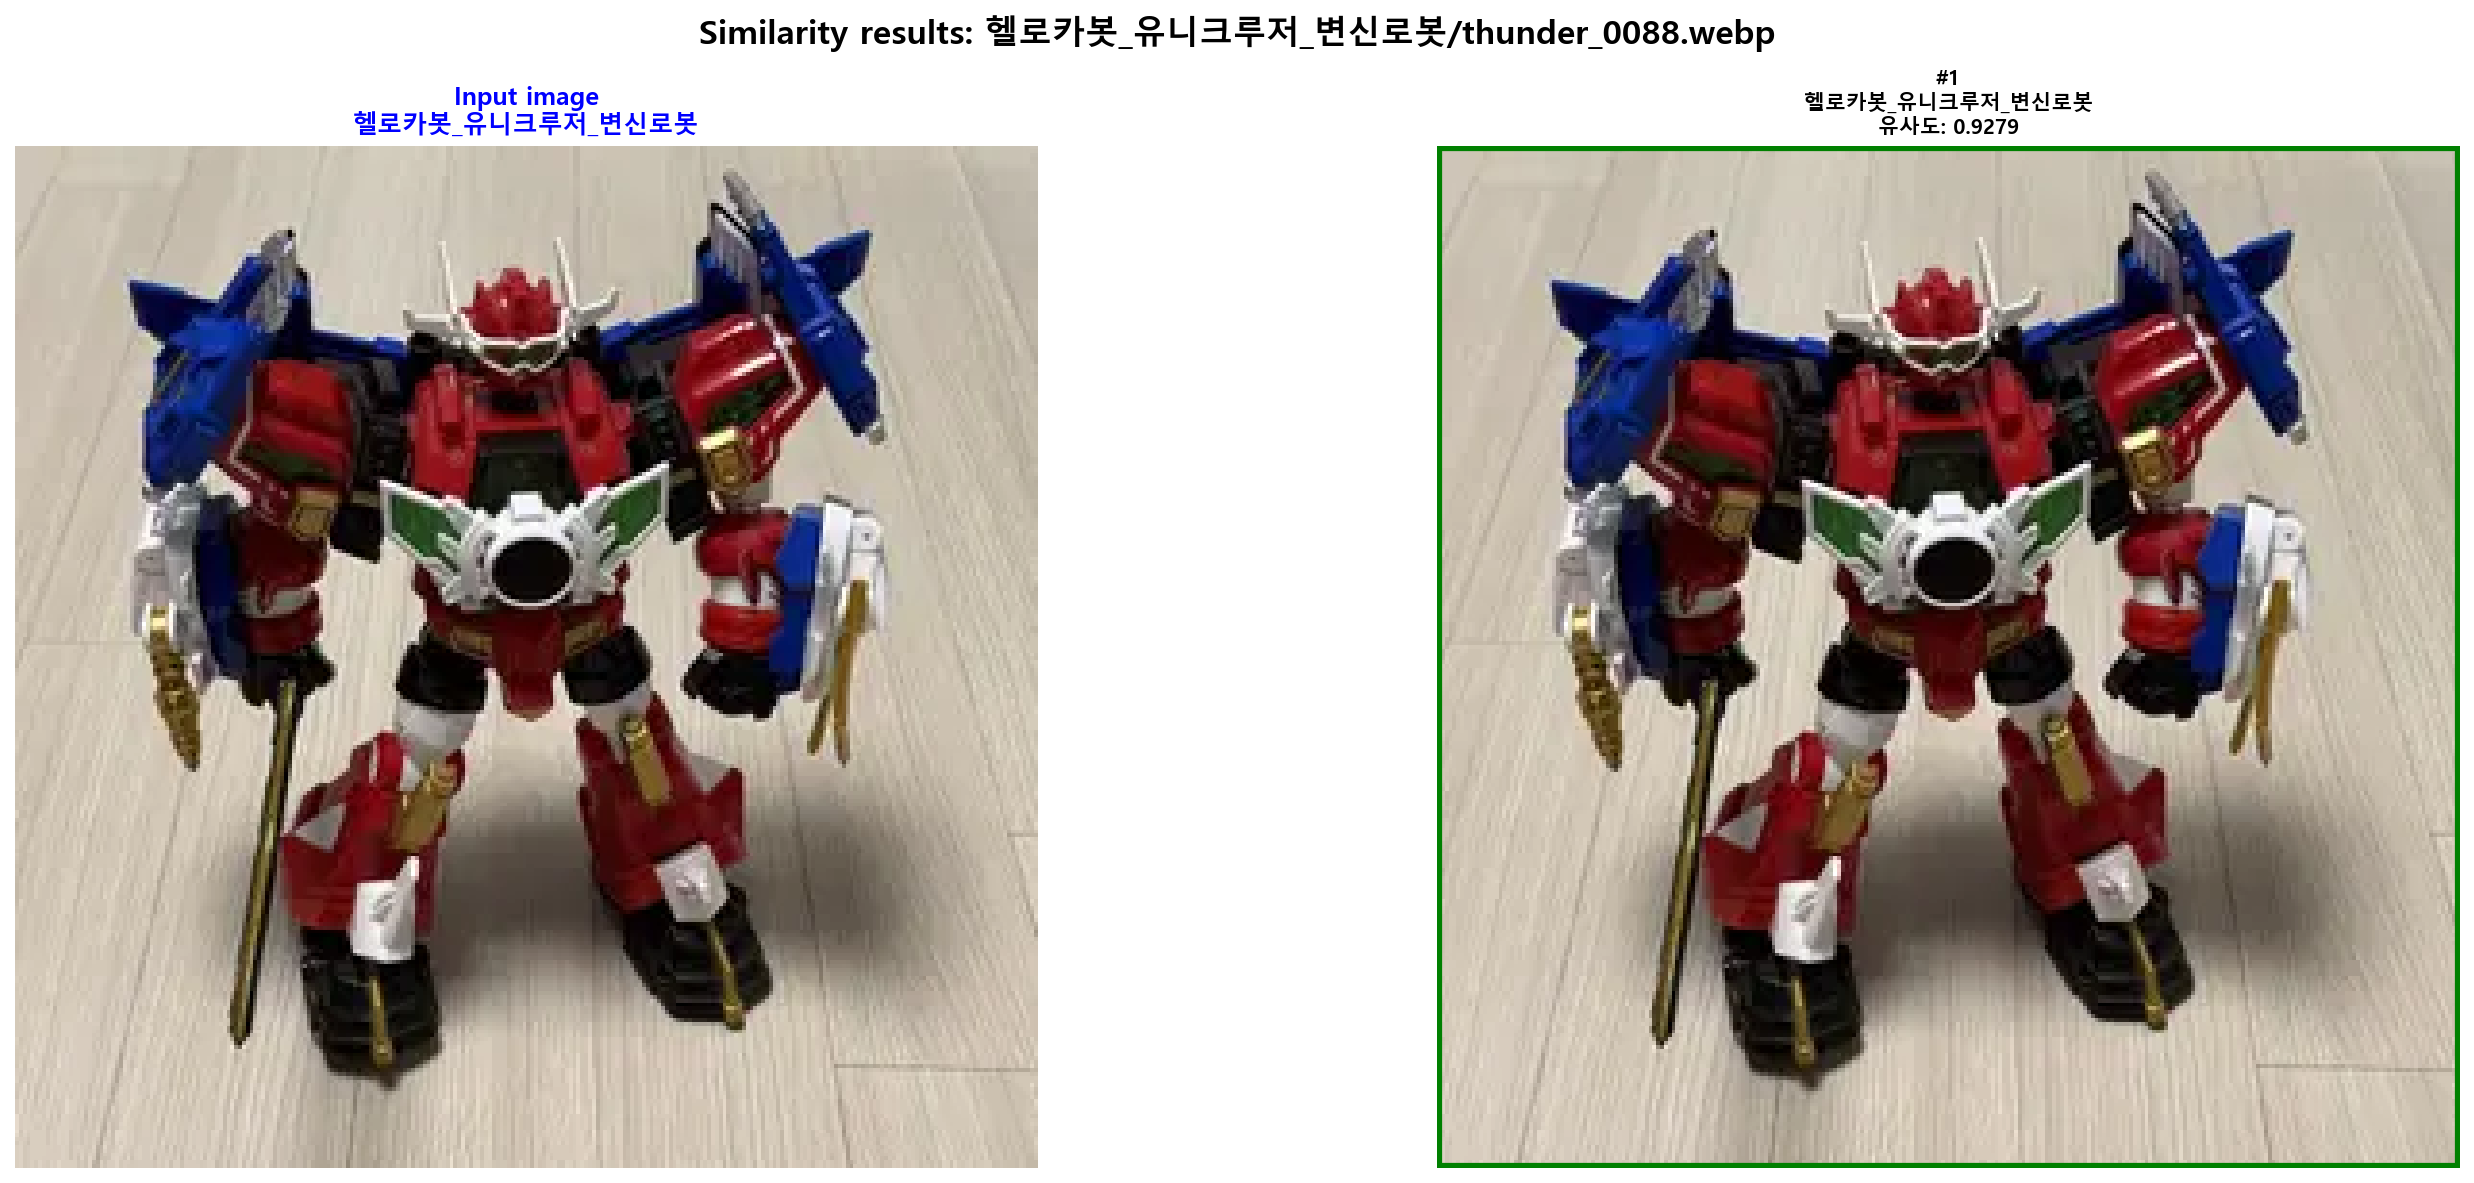 Similarity results: 헬로카봇_유니크루저_변신로봇/thunder_0088.webp
Input image
헬로카봇_유니크루저_변신로봇
#1
헬로카봇_유니크루저_변신로봇
유사도: 0.9279